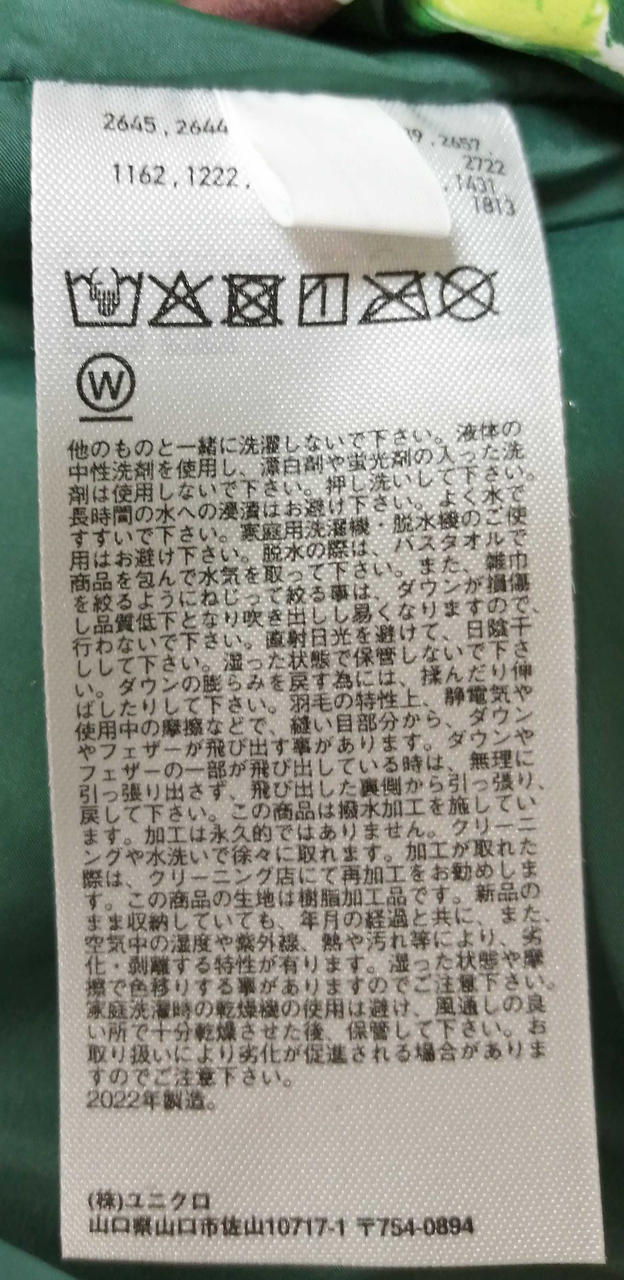 2645 , 2644
, 2657 ,
2722
1162 , 1222 ,
, 1431
1813
W
他のものと一緒に洗濯しないで下さい。液体の
中性洗剤を使用し、漂白剤や蛍光剤の入った洗
剤は使用しないで下さい。押し洗いして下さい。
長時間の水への浸漬はお避け下さい。よく水で
すすいで下さい。家庭用洗濯機・脱水機のご使
用はお避け下さい。脱水の際は、バスタオルで
商品を包んで水気を取って下さい。また、雑巾
を絞るようにねじって絞る事は、ダウンが損傷
し品質低下となり吹き出しし易くなりますので、
行わないで下さい。直射日光を避けて、日陰干
しして下さい。湿った状態で保管しないで下さ
い。ダウンの膨らみを戻す為には、揉んだり伸
ばしたりして下さい。羽毛の特性上、静電気や
使用中の摩擦などで、縫い目部分から、ダウン
やフェザーが飛び出す事があります。ダウンや
フェザーの一部が飛び出している時は、無理に
引っ張り出さず、飛び出した裏側から引っ張り、
戻して下さい。この商品は撥水加工を施してい
ます。加工は永久的ではありません。クリーニ
ングや水洗いで徐々に取れます。加工が取れた
際は、クリーニング店にて再加工をお勧めしま
す。この商品の生地は樹脂加工品です。新品の
まま収納していても、年月の経過と共に、また、
空気中の湿度や紫外線、熱や汚れ等により、劣
化・剥離する特性が有ります。湿った状態や摩
擦で色移りする事がありますのでご注意下さい。
家庭洗濯時の乾燥機の使用は避け、風通しの良
い所で十分乾燥させた後、保管して下さい。お
取り扱いにより劣化が促進される場合がありま
すのでご注意下さい。
2022年製造。
(株)ユニクロ
山口県山口市佐山10717-1 〒754-0894